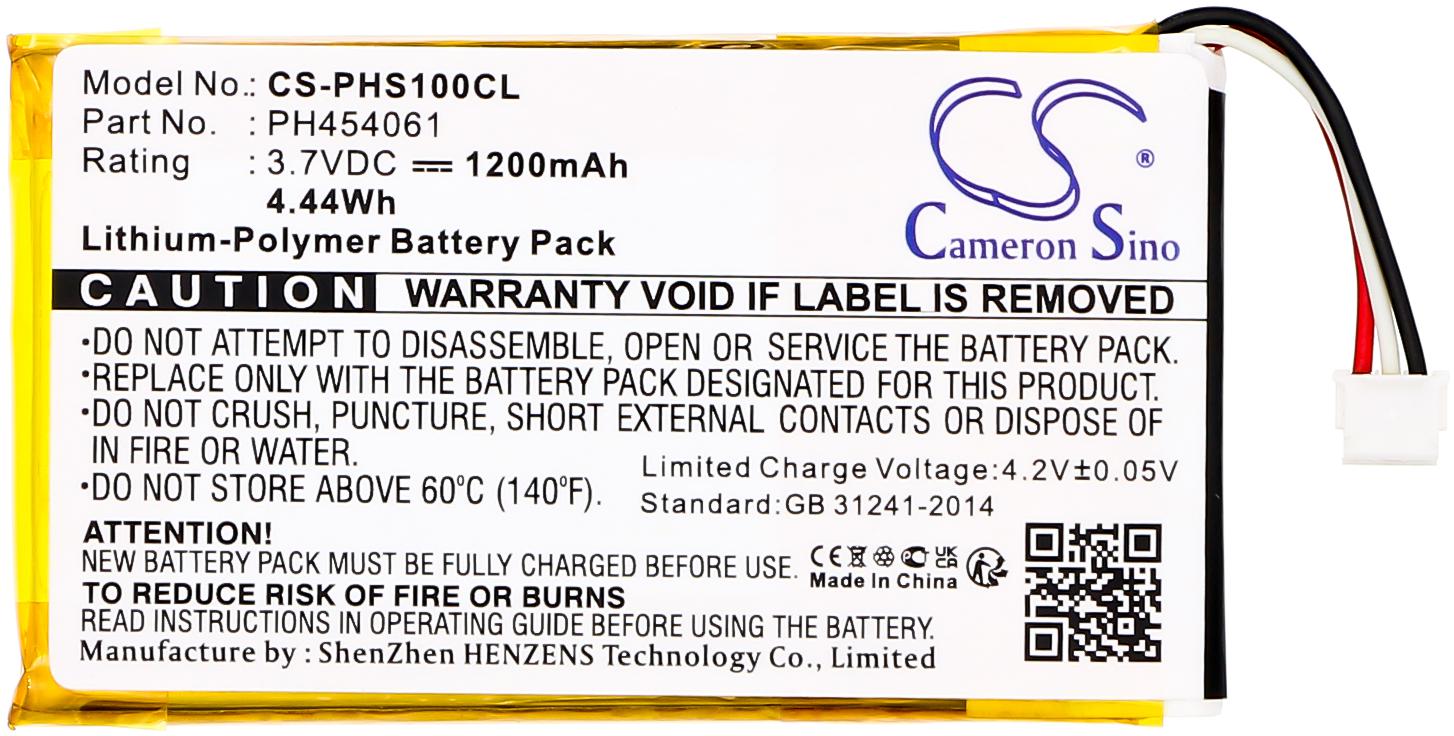 Model No.: CS-PHS100CL
Part No. : PH454061
Rating : 3.7VDC 1200mAh
4.44Wh
Lithium-Polymer Battery Pack
CS
®
Cameron Sino
CAUTION WARRANTY VOID IF LABEL IS REMOVED
•DO NOT ATTEMPT TO DISASSEMBLE, OPEN OR SERVICE THE BATTERY PACK.
•REPLACE ONLY WITH THE BATTERY PACK DESIGNATED FOR THIS PRODUCT.
•DO NOT CRUSH, PUNCTURE, SHORT EXTERNAL CONTACTS OR DISPOSE OF
IN FIRE OR WATER.
•DO NOT STORE ABOVE 60°C (140°F).
Limited Charge Voltage:4.2V±0.05V
Standard:GB 31241-2014
ATTENTION!
NEW BATTERY PACK MUST BE FULLY CHARGED BEFORE USE.
CE UK CA
Made In China
TO REDUCE RISK OF FIRE OR BURNS
READ INSTRUCTIONS IN OPERATING GUIDE BEFORE USING THE BATTERY.
Manufacture by : ShenZhen HENZENS Technology Co., Limited